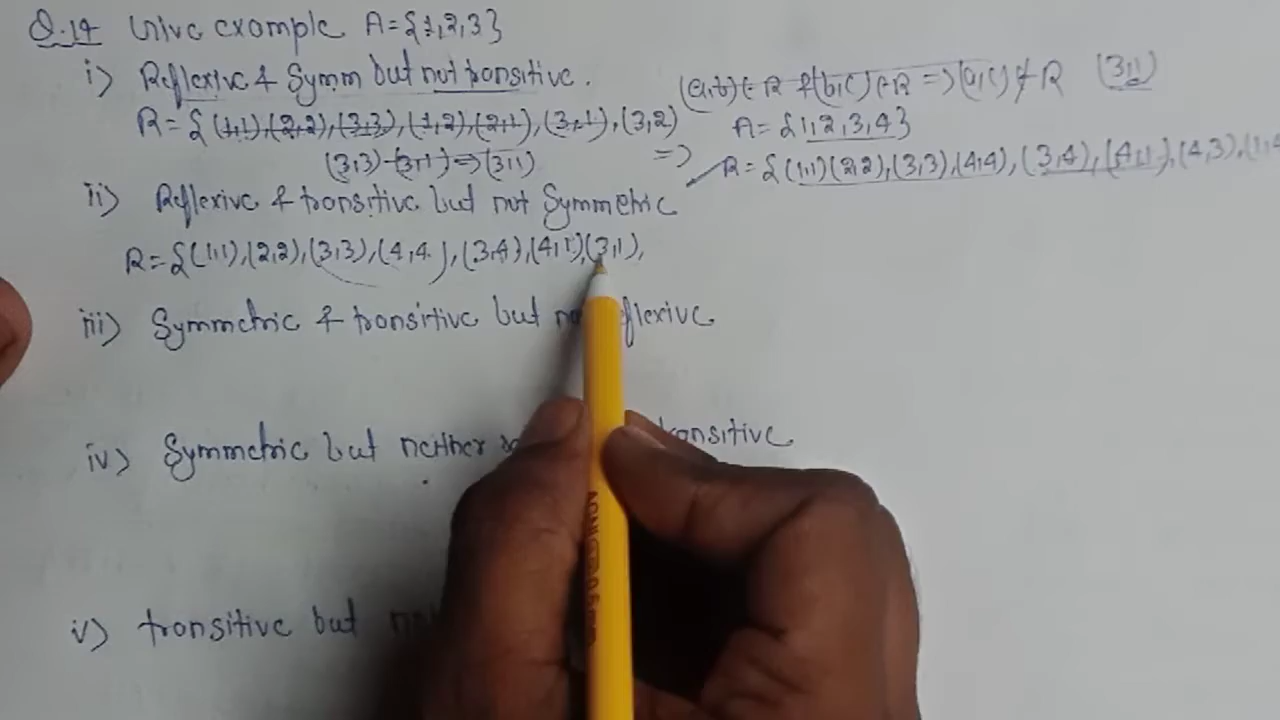 Q.14 Give example A={1,2,3}
i) Reflexive & Symm but not transitive.
R={(1,1),(2,2),(3,3),(1,2),(2,1),(3,1),(3,2)
(3,3)-(3,1)=>(3,1)
(a,b)∈R &(b,c)∈R =>(a,c)∉R (3,1)
A={1,2,3,4}
=> R={(1,1)(2,2),(3,3),(4,4),(3,4),(4,1),(4,3),(1,4
ii) Reflexive & transitive but not Symmetric
R={(1,1),(2,2),(3,3),(4,4),(3,4),(4,1)(3,1),
iii) Symmetric & transitive but
iv) Symmetric but neither transitive
v) transitive but